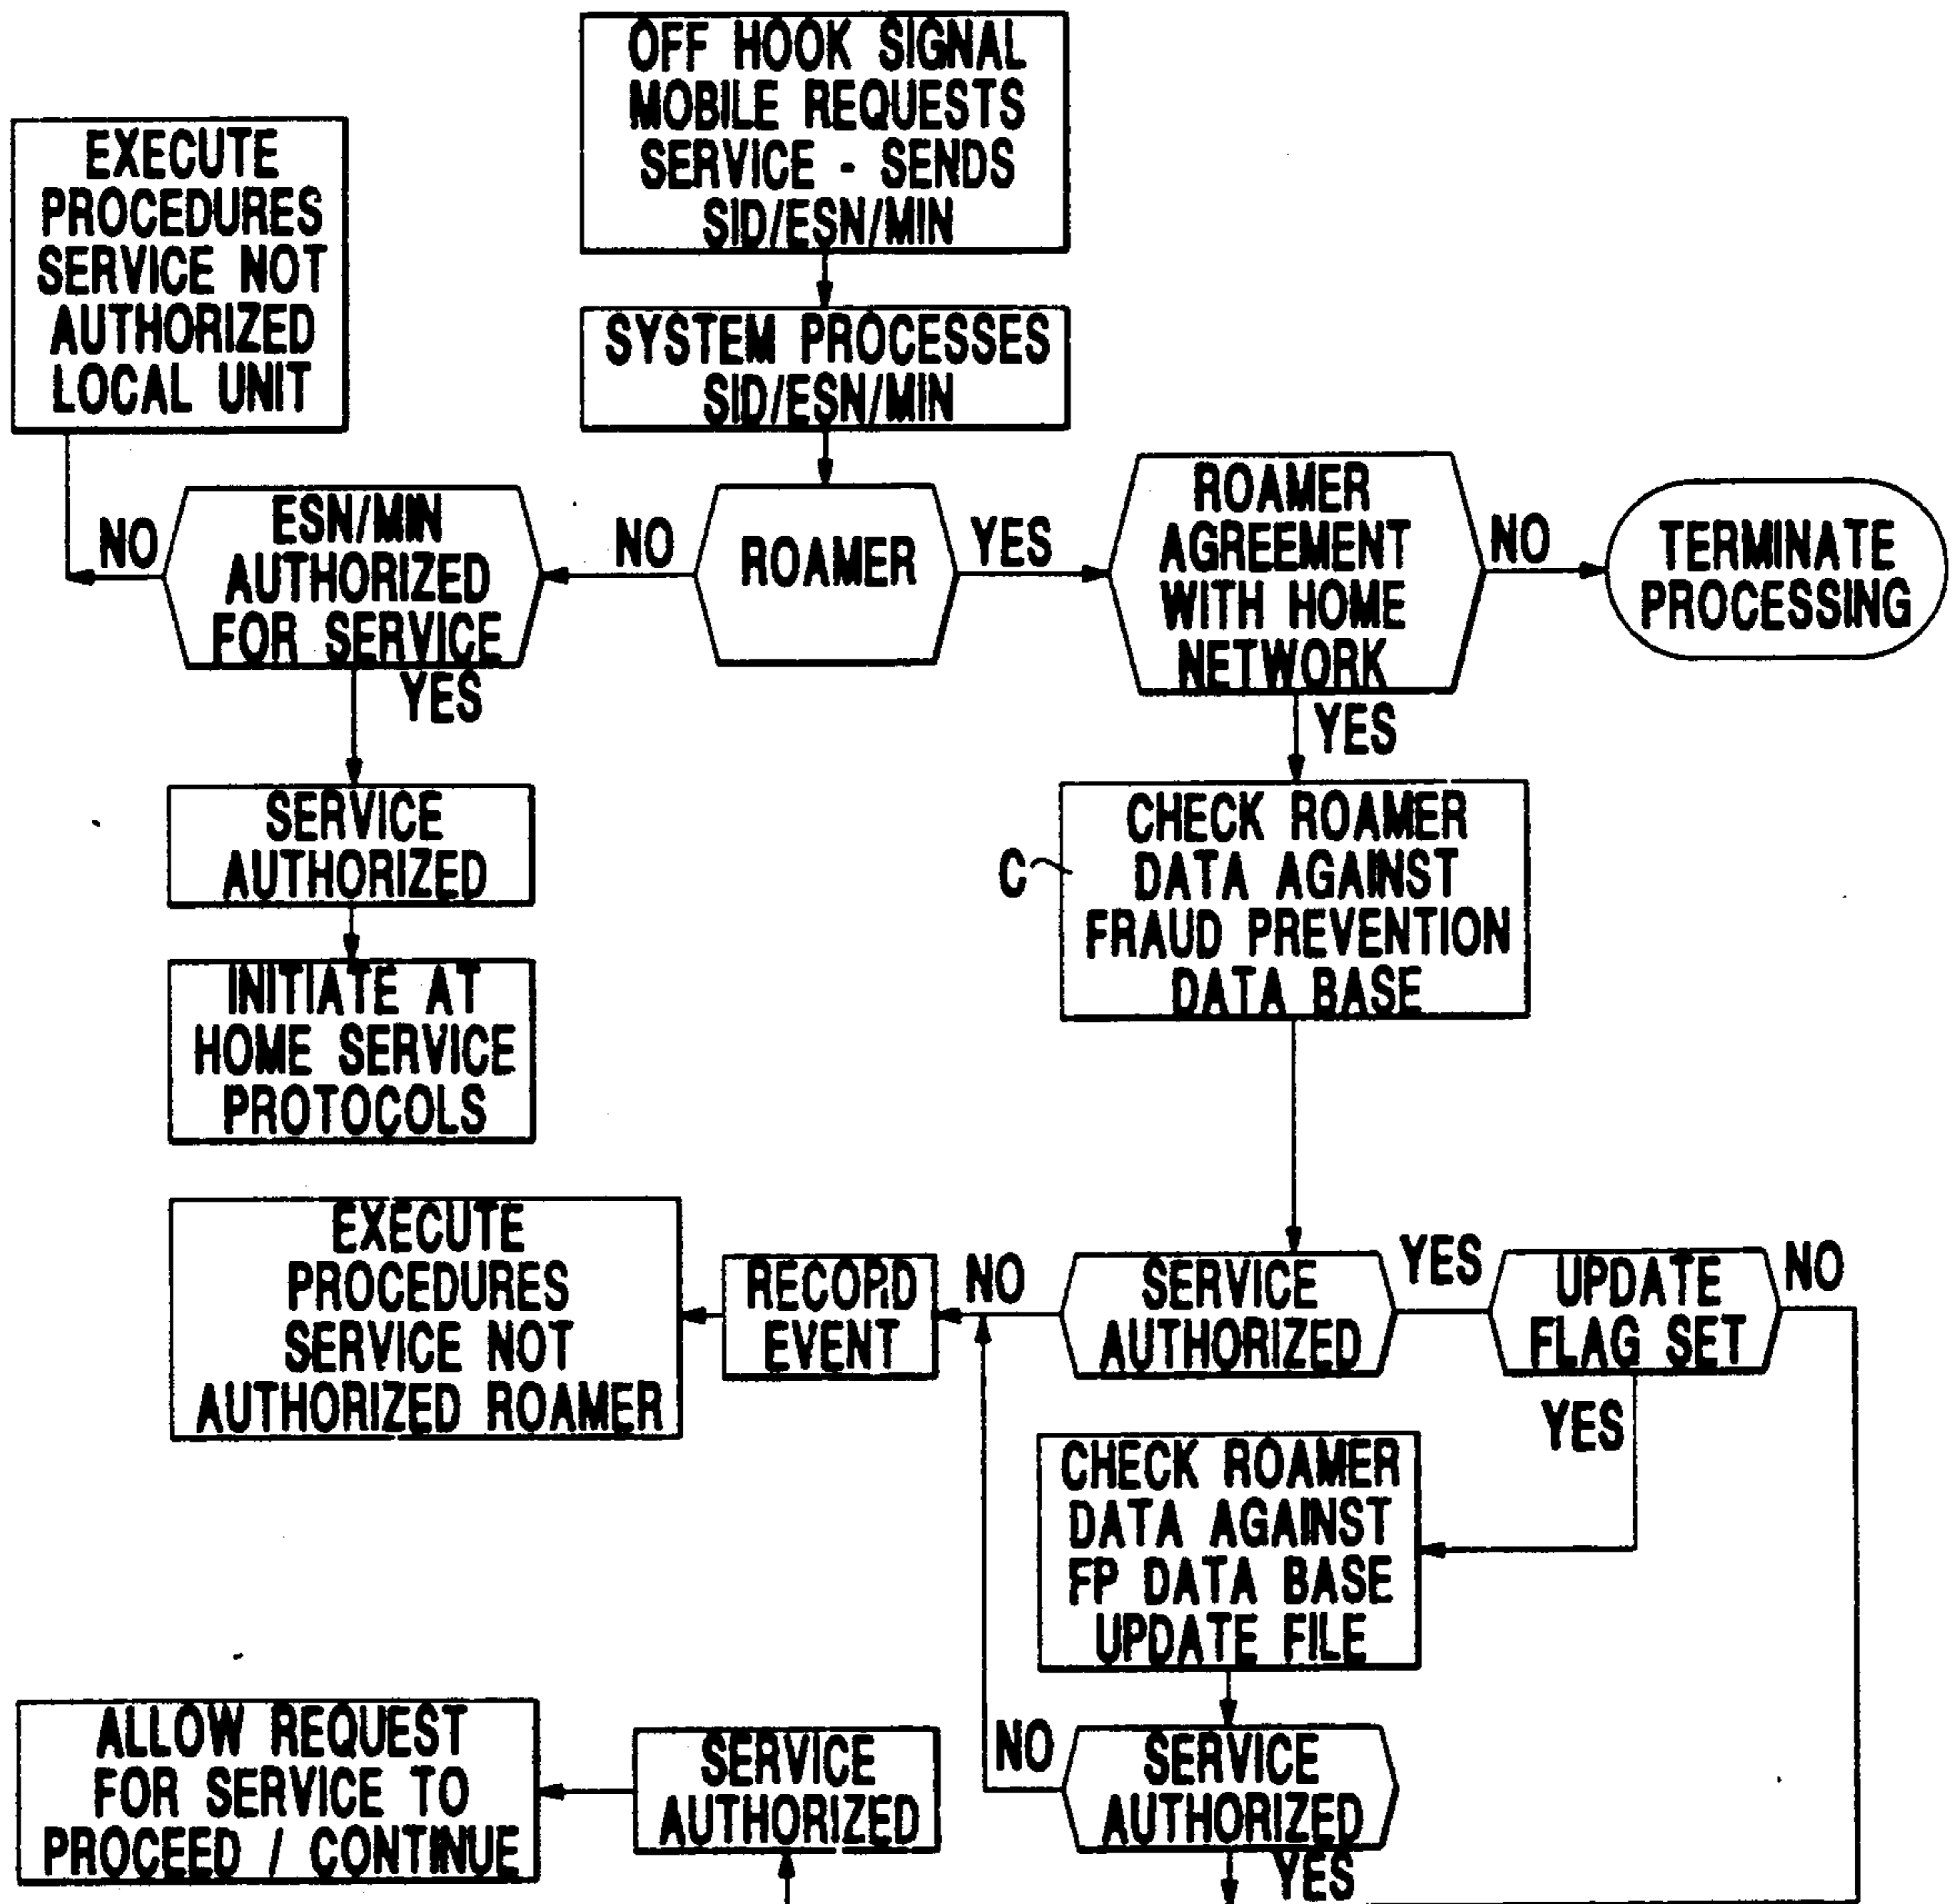 OFF HOOK SIGNAL
MOBILE REQUESTS
SERVICE - SENDS
SID/ESN/MIN
EXECUTE
PROCEDURES
SERVICE NOT
AUTHORIZED
LOCAL UNIT
SYSTEM PROCESSES
SID/ESN/MIN
NO
ESN/MIN
AUTHORIZED
FOR SERVICE
NO
ROAMER
YES
ROAMER
AGREEMENT
WITH HOME
NETWORK
NO
TERMINATE
PROCESSING
YES
YES
SERVICE
AUTHORIZED
C
CHECK ROAMER
DATA AGAINST
FRAUD PREVENTION
DATA BASE
INITIATE AT
HOME SERVICE
PROTOCOLS
EXECUTE
PROCEDURES
SERVICE NOT
AUTHORIZED ROAMER
RECORD
EVENT
NO
SERVICE
AUTHORIZED
YES
UPDATE
FLAG SET
NO
YES
CHECK ROAMER
DATA AGAINST
FP DATA BASE
UPDATE FILE
ALLOW REQUEST
FOR SERVICE TO
PROCEED / CONTINUE
SERVICE
AUTHORIZED
NO
SERVICE
AUTHORIZED
YES